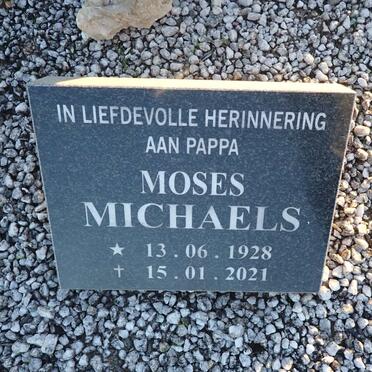 IN LIEFDEVOLLE HERINNERING
AAN PAPPA
MOSES
MICHAELS
★ 13.06.1928
✝ 15.01.2021